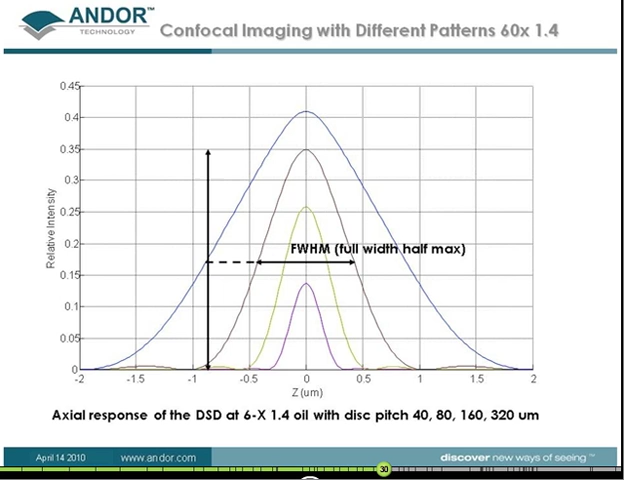 ANDOR™
TECHNOLOGY
Confocal Imaging with Different Patterns 60x 1.4
0.45
0.4
0.35
0.3
0.25
0.2
0.15
0.1
0.05
0
Relative Intensity
FWHM (full width half max)
-2 -1.5 -1 -0.5 0 0.5 1 1.5 2
Z (um)
Axial response of the DSD at 6-X 1.4 oil with disc pitch 40, 80, 160, 320 um
April 14 2010 www.andor.com discover new ways of seeing™
30